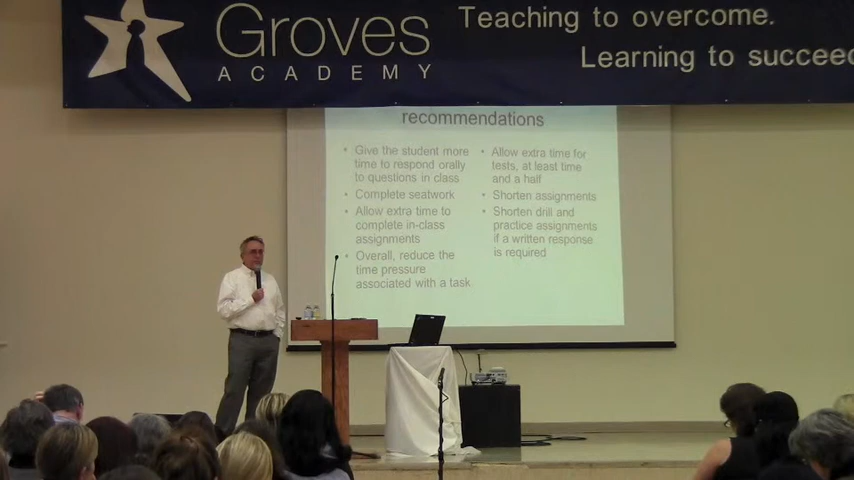 Groves
ACADEMY
Teaching to overcome.
Learning to succeed
recommendations
• Give the student more
time to respond orally
to questions in class
• Complete seatwork
• Allow extra time to
complete in-class
assignments
• Overall, reduce the
time pressure
associated with a task
• Allow extra time for
tests, at least time
and a half
• Shorten assignments
• Shorten drill and
practice assignments
if a written response
is required